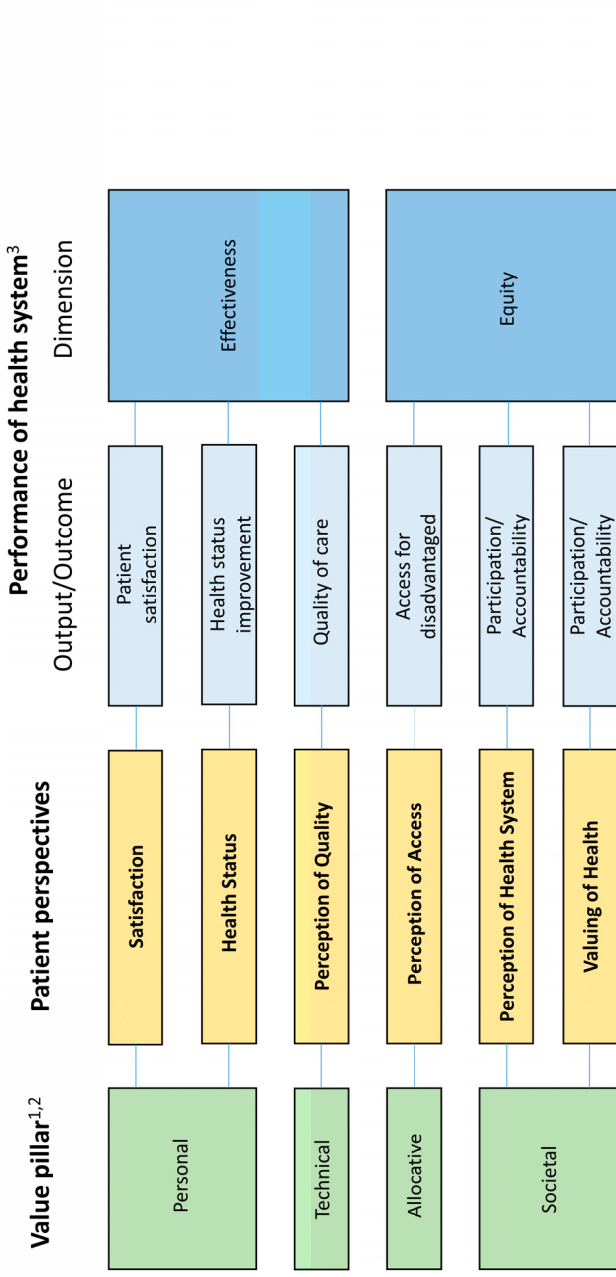 Value pillar1,2
Patient perspectives
Performance of health system3
Output/Outcome
Dimension
Personal
Satisfaction
Patient
satisfaction
Effectiveness
Health Status
Health status
improvement
Technical
Perception of Quality
Quality of care
Allocative
Perception of Access
Access for
disadvantaged
Equity
Societal
Perception of Health System
Participation/
Accountability
Valuing of Health
Participation/
Accountability